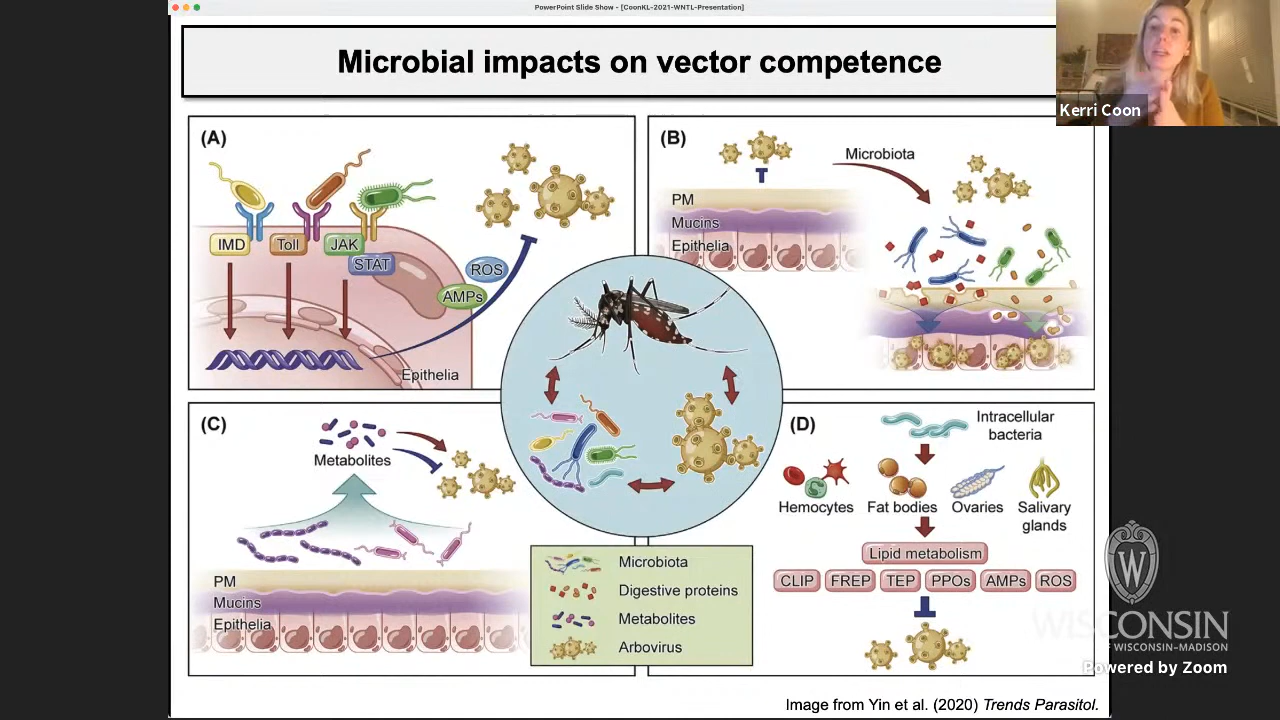 PowerPoint Slide Show - [CoonKL-2021-WNTL-Presentation]
Microbial impacts on vector competence
Kerri Coon
(A)
IMD
Toll
JAK
STAT
ROS
AMPs
Epithelia
(B)
Microbiota
PM
Mucins
Epithelia
(C)
Metabolites
PM
Mucins
Epithelia
(D)
Intracellular
bacteria
Hemocytes
Fat bodies
Ovaries
Salivary
glands
Lipid metabolism
CLIP
FREP
TEP
PPOs
AMPs
ROS
Microbiota
Digestive proteins
Metabolites
Arbovirus
W
WISCONSIN
OF WISCONSIN-MADISON
Powered by Zoom
Image from Yin et al. (2020) Trends Parasitol.